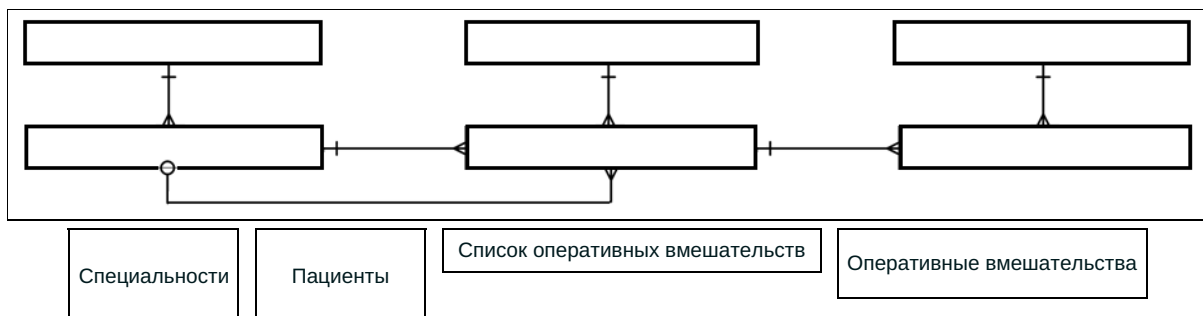 Специальности
Пациенты
Список оперативных вмешательств
Оперативные вмешательства